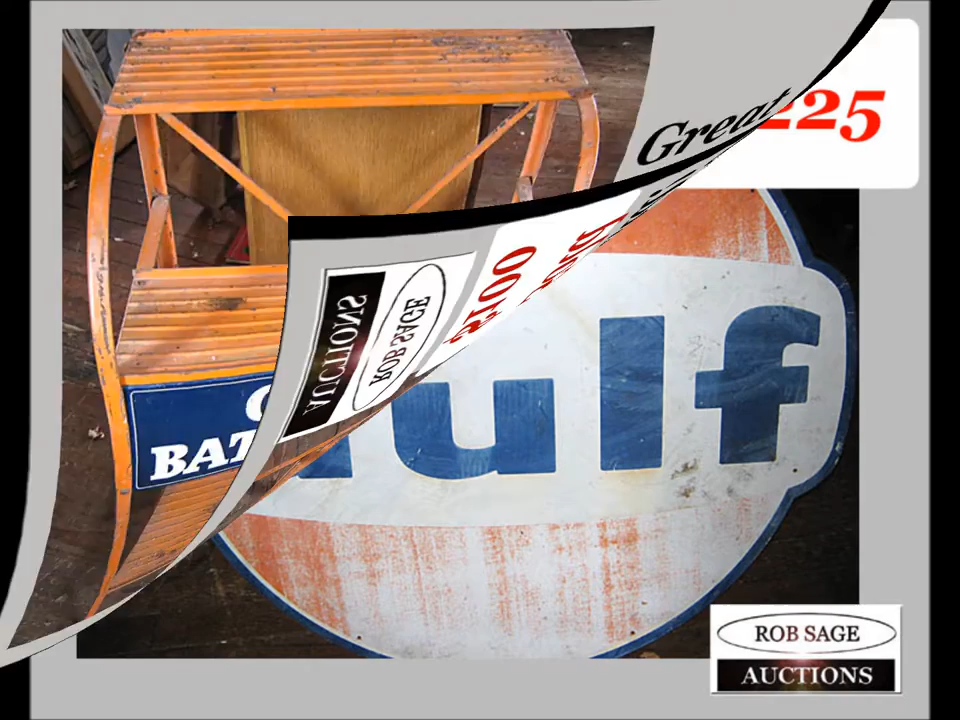 Great
225
$100
ROB SAGE
AUCTIONS
BAT
ulf
ROB SAGE
AUCTIONS